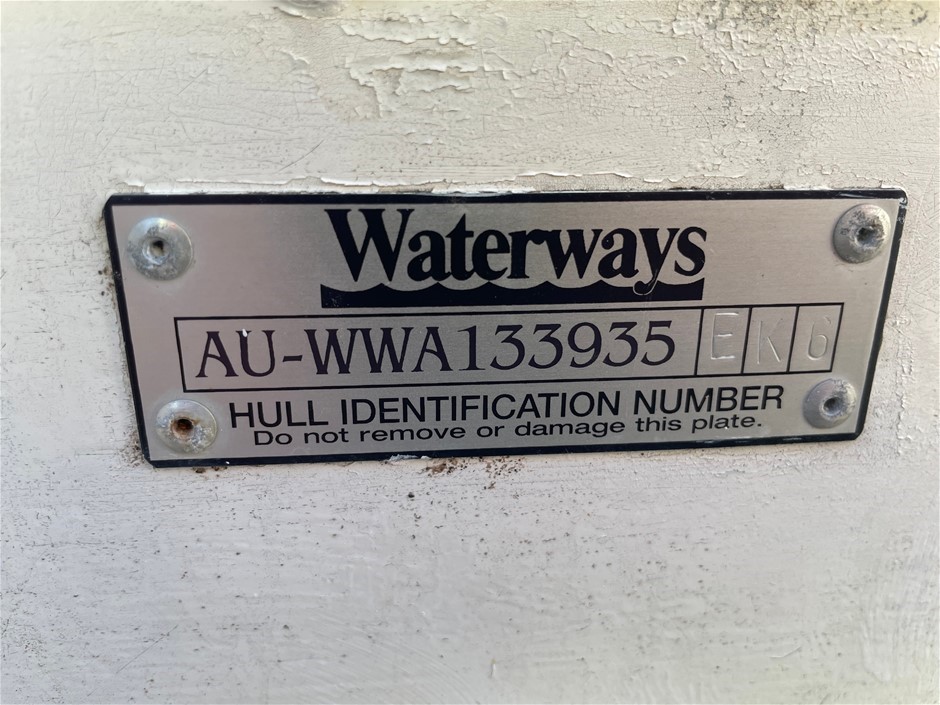 Waterways
AU-WWA133935 EK6
HULL IDENTIFICATION NUMBER
Do not remove or damage this plate.